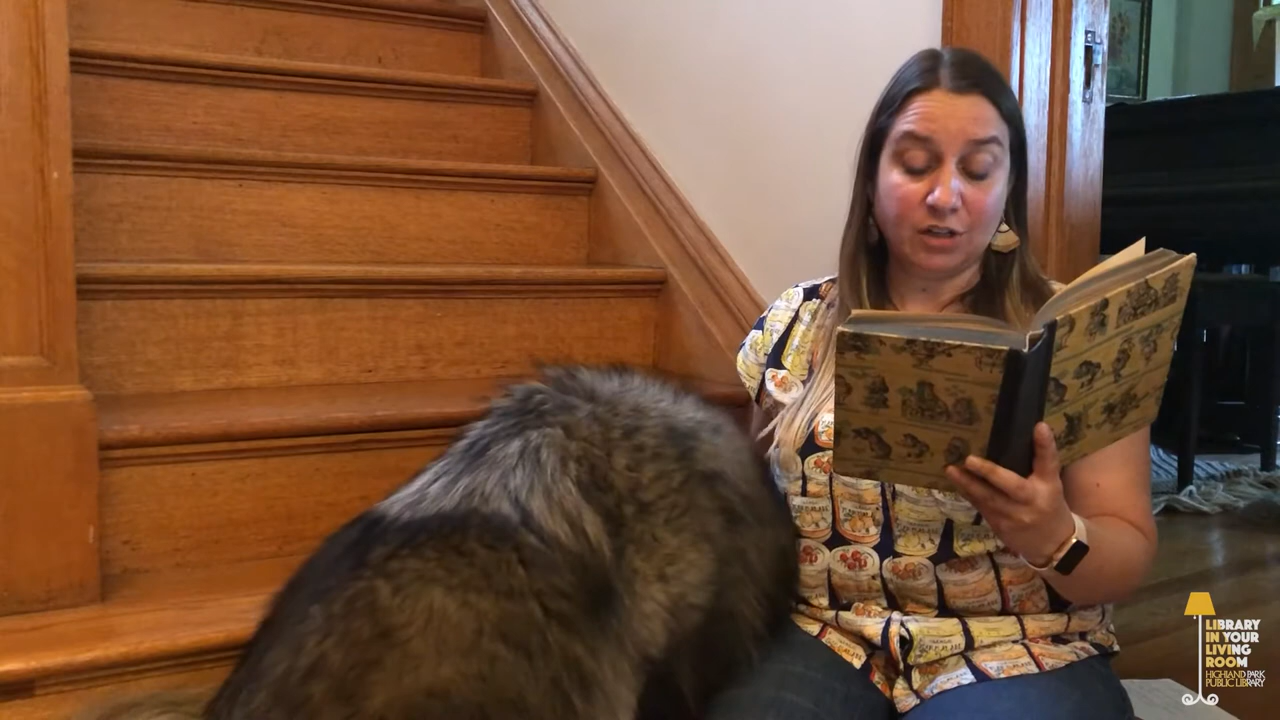 LIBRARY
IN YOUR
LIVING
ROOM
HIGHLAND PARK
PUBLIC LIBRARY